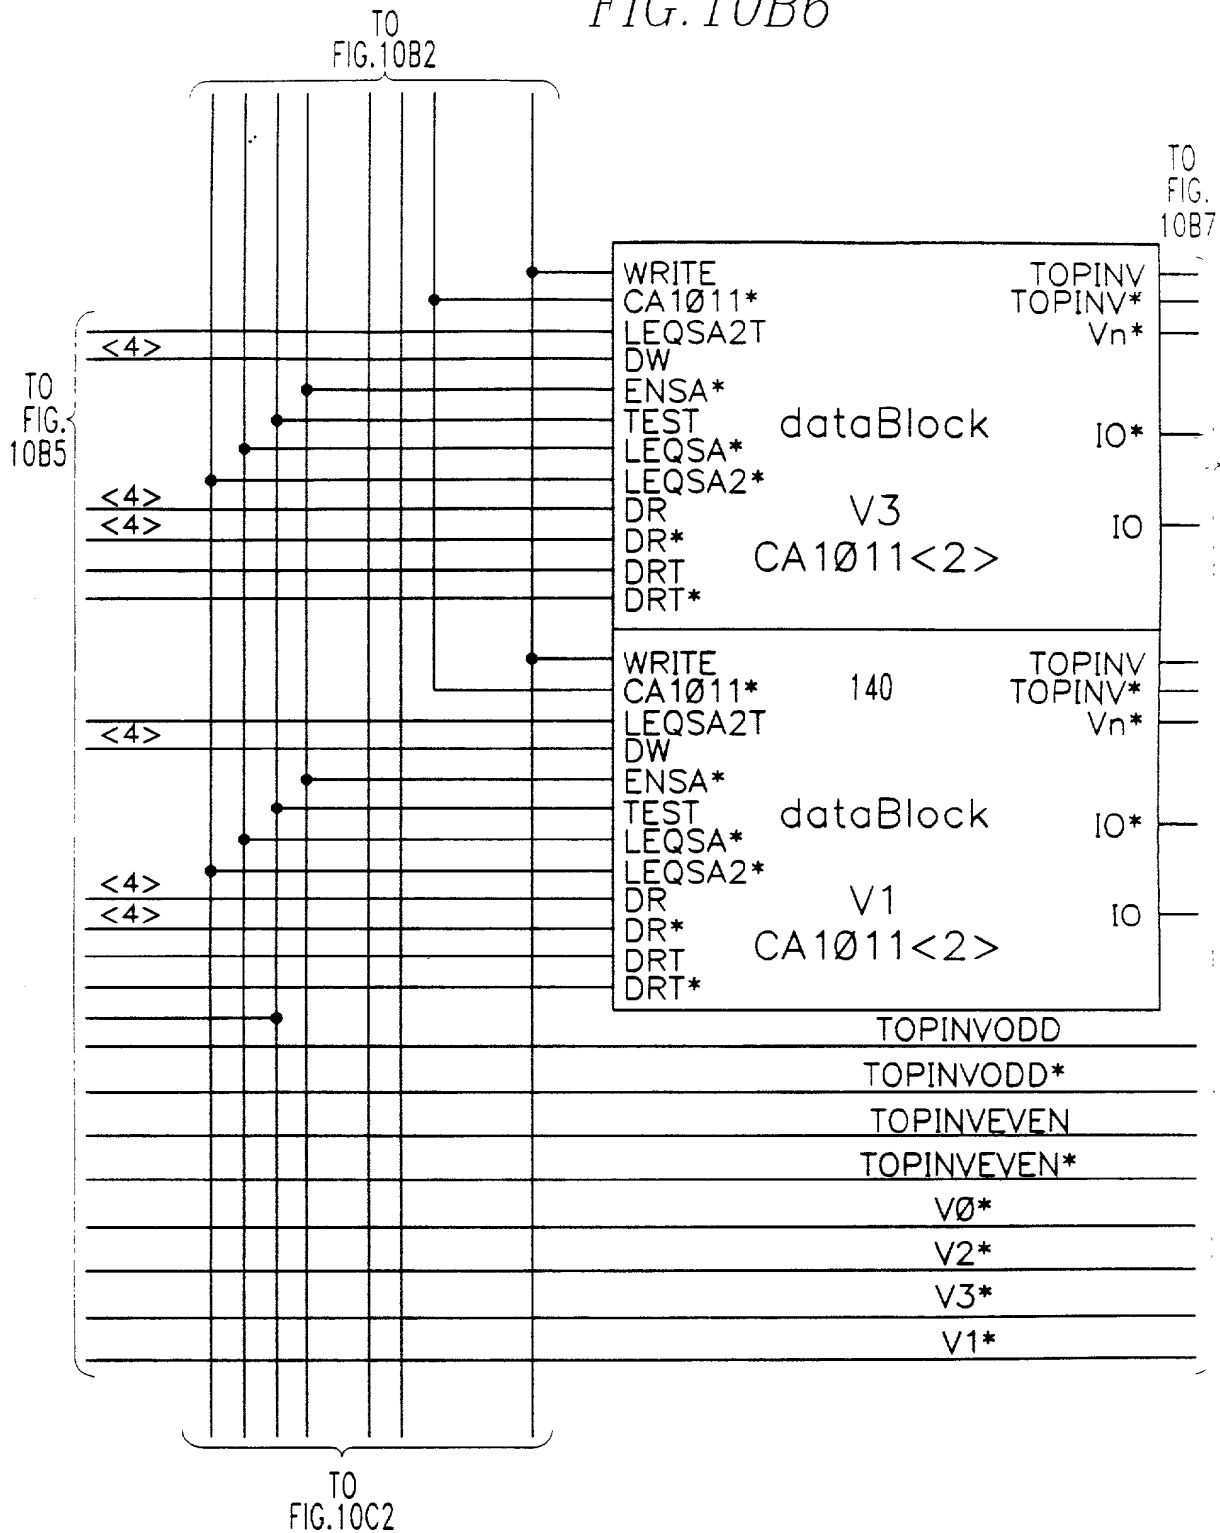 FIG. 10B6
TO
FIG.10B2
TO
FIG.
10B7
TO
FIG.
10B5
WRITE
CA1Ø11*
LEQSA2T
<4>
DW
ENSA*
TEST
LEQSA*
LEQSA2*
<4>
DR
<4>
DR*
DRT
DRT*
dataBlock
V3
CA1Ø11<2>
TOPINV
TOPINV*
Vn*
IO*
IO
WRITE
CA1Ø11*
LEQSA2T
<4>
DW
ENSA*
TEST
LEQSA*
LEQSA2*
<4>
DR
<4>
DR*
DRT
DRT*
140
dataBlock
V1
CA1Ø11<2>
TOPINV
TOPINV*
Vn*
IO*
IO
TOPINVODD
TOPINVODD*
TOPINVEVEN
TOPINVEVEN*
VØ*
V2*
V3*
V1*
TO
FIG.10C2